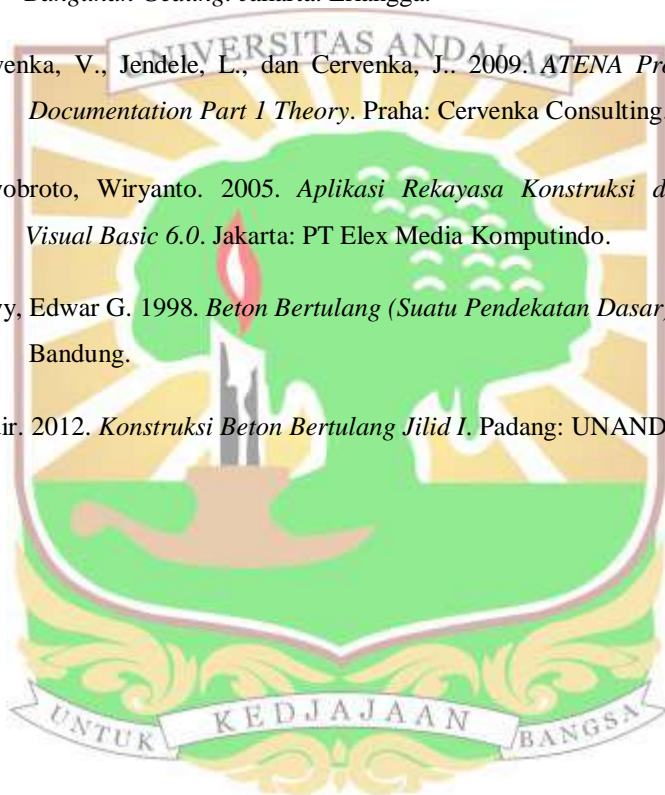 Bangunan Gedung. Jakarta: Erlangga.
UNIVERSITAS ANDALAS
venka, V., Jendele, L., dan Cervenka, J.. 2009. ATENA Pro
Documentation Part 1 Theory. Praha: Cervenka Consulting.
yobroto, Wiryanto. 2005. Aplikasi Rekayasa Konstruksi d
Visual Basic 6.0. Jakarta: PT Elex Media Komputindo.
y, Edwar G. 1998. Beton Bertulang (Suatu Pendekatan Dasar)
Bandung.
ir. 2012. Konstruksi Beton Bertulang Jilid I. Padang: UNAND
UNTUK KEDJAJAAN BANGSA